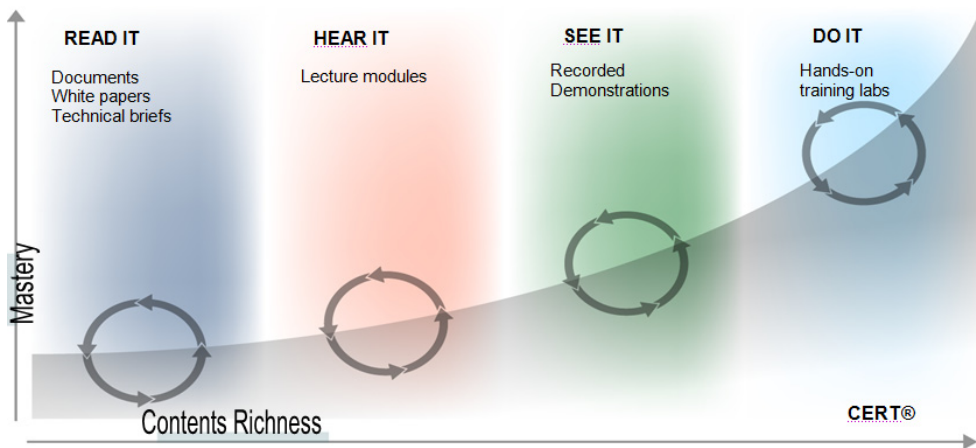 READ IT
Documents
White papers
Technical briefs
HEAR IT
Lecture modules
SEE IT
Recorded
Demonstrations
DO IT
Hands-on
training labs
Mastery
Contents Richness
CERT®